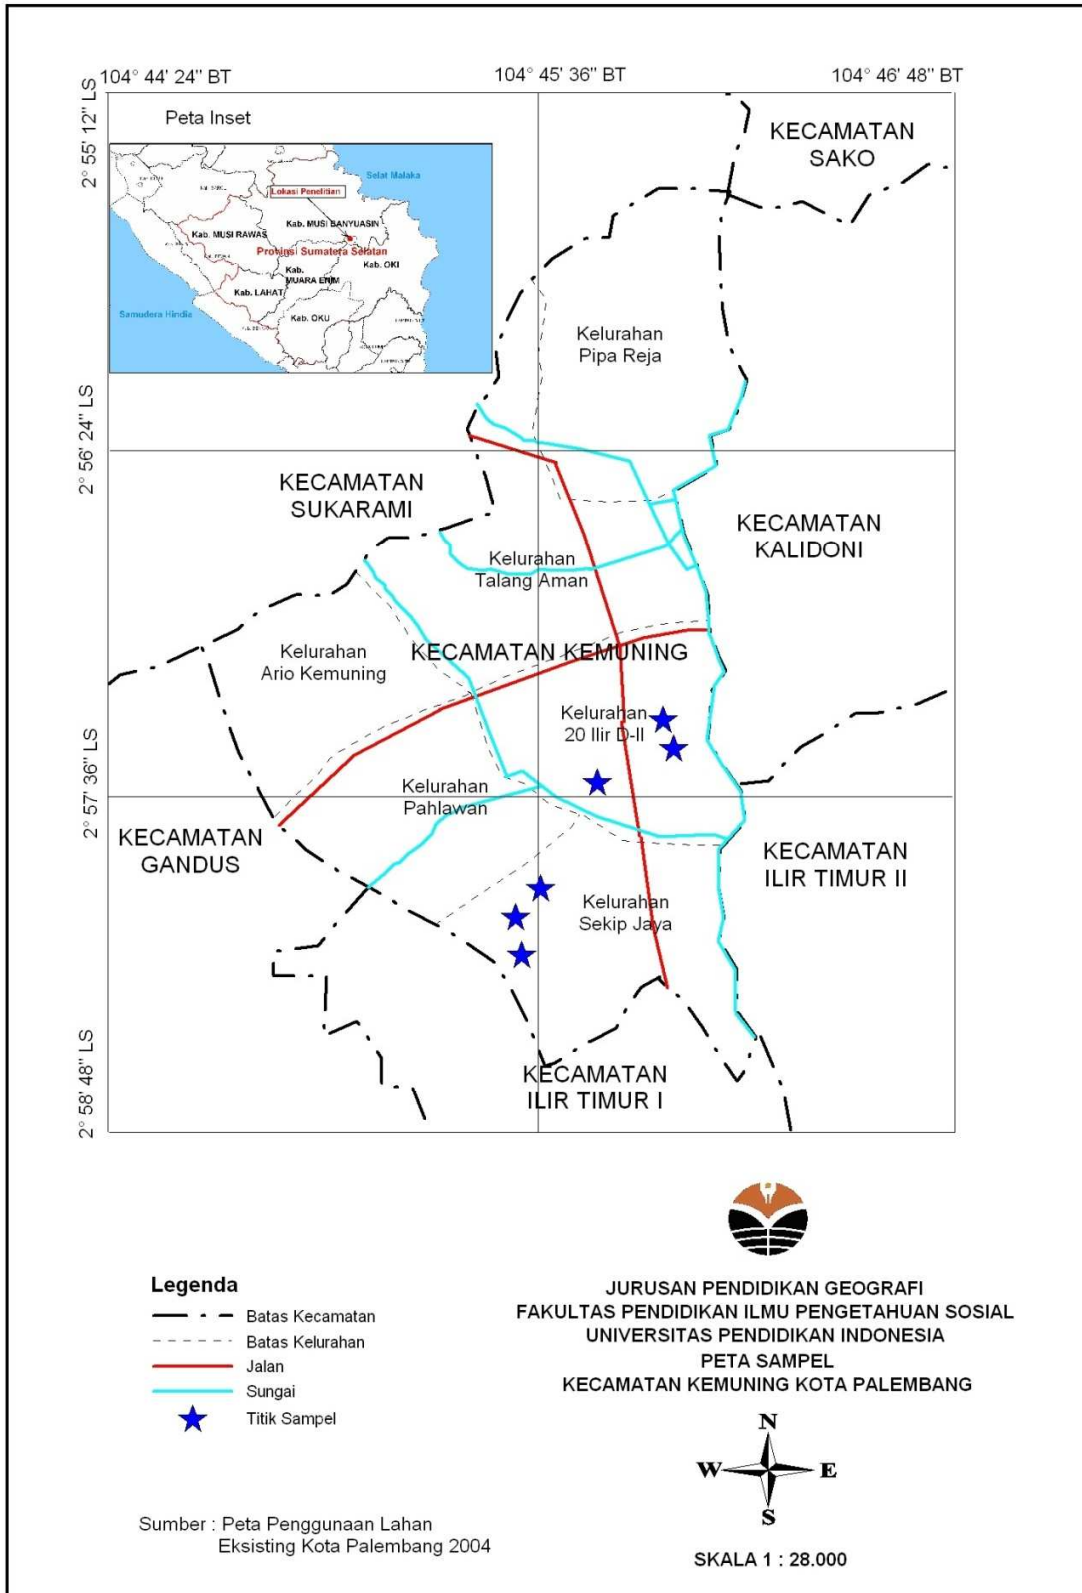 104° 44' 24" BT
104° 45' 36" BT
104° 46' 48" BT
2° 55' 12" LS
2° 56' 24" LS
2° 57' 36" LS
2° 58' 48" LS
Peta Inset
Selat Malaka
Lokasi Penelitian
Kab. MUSI BANYUASIN
Kab. MUSI RAWAS
Provinsi Sumatera Selatan
Kab. OKI
Kab.
MUARA ENIM
Kab. LAHAT
Samudera Hindia
Kab. OKU
KECAMATAN
SAKO
Kelurahan
Pipa Reja
KECAMATAN
SUKARAMI
KECAMATAN
KALIDONI
Kelurahan
Talang Aman
Kelurahan
Ario Kemuning
KECAMATAN KEMUNING
Kelurahan
20 Ilir D-II
Kelurahan
Pahlawan
KECAMATAN
GANDUS
KECAMATAN
ILIR TIMUR II
Kelurahan
Sekip Jaya
KECAMATAN
ILIR TIMUR I
Legenda
Batas Kecamatan
Batas Kelurahan
Jalan
Sungai
Titik Sampel
Sumber : Peta Penggunaan Lahan
Eksisting Kota Palembang 2004
JURUSAN PENDIDIKAN GEOGRAFI
FAKULTAS PENDIDIKAN ILMU PENGETAHUAN SOSIAL
UNIVERSITAS PENDIDIKAN INDONESIA
PETA SAMPEL
KECAMATAN KEMUNING KOTA PALEMBANG
N
W E
S
SKALA 1 : 28.000